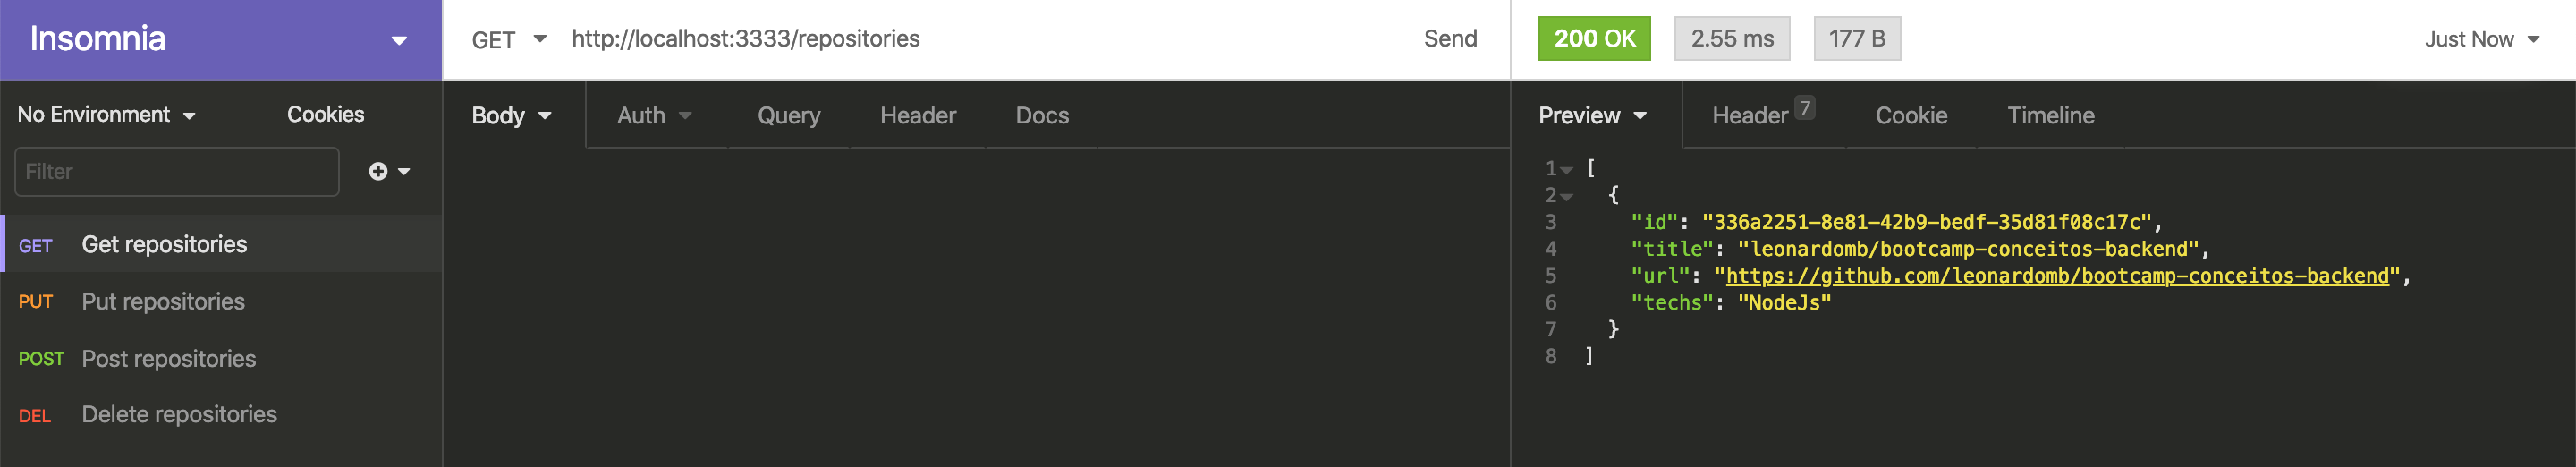 Insomnia
GET http://localhost:3333/repositories Send
200 OK 2.55 ms 177 B Just Now
No Environment Cookies
Filter
GET Get repositories
PUT Put repositories
POST Post repositories
DEL Delete repositories
Body Auth Query Header Docs
Preview Header 7 Cookie Timeline
1 [
2 {
3 "id": "336a2251-8e81-42b9-bedf-35d81f08c17c",
4 "title": "leonardomb/bootcamp-conceitos-backend",
5 "url": "https://github.com/leonardomb/bootcamp-conceitos-backend",
6 "techs": "NodeJs"
7 }
8 ]